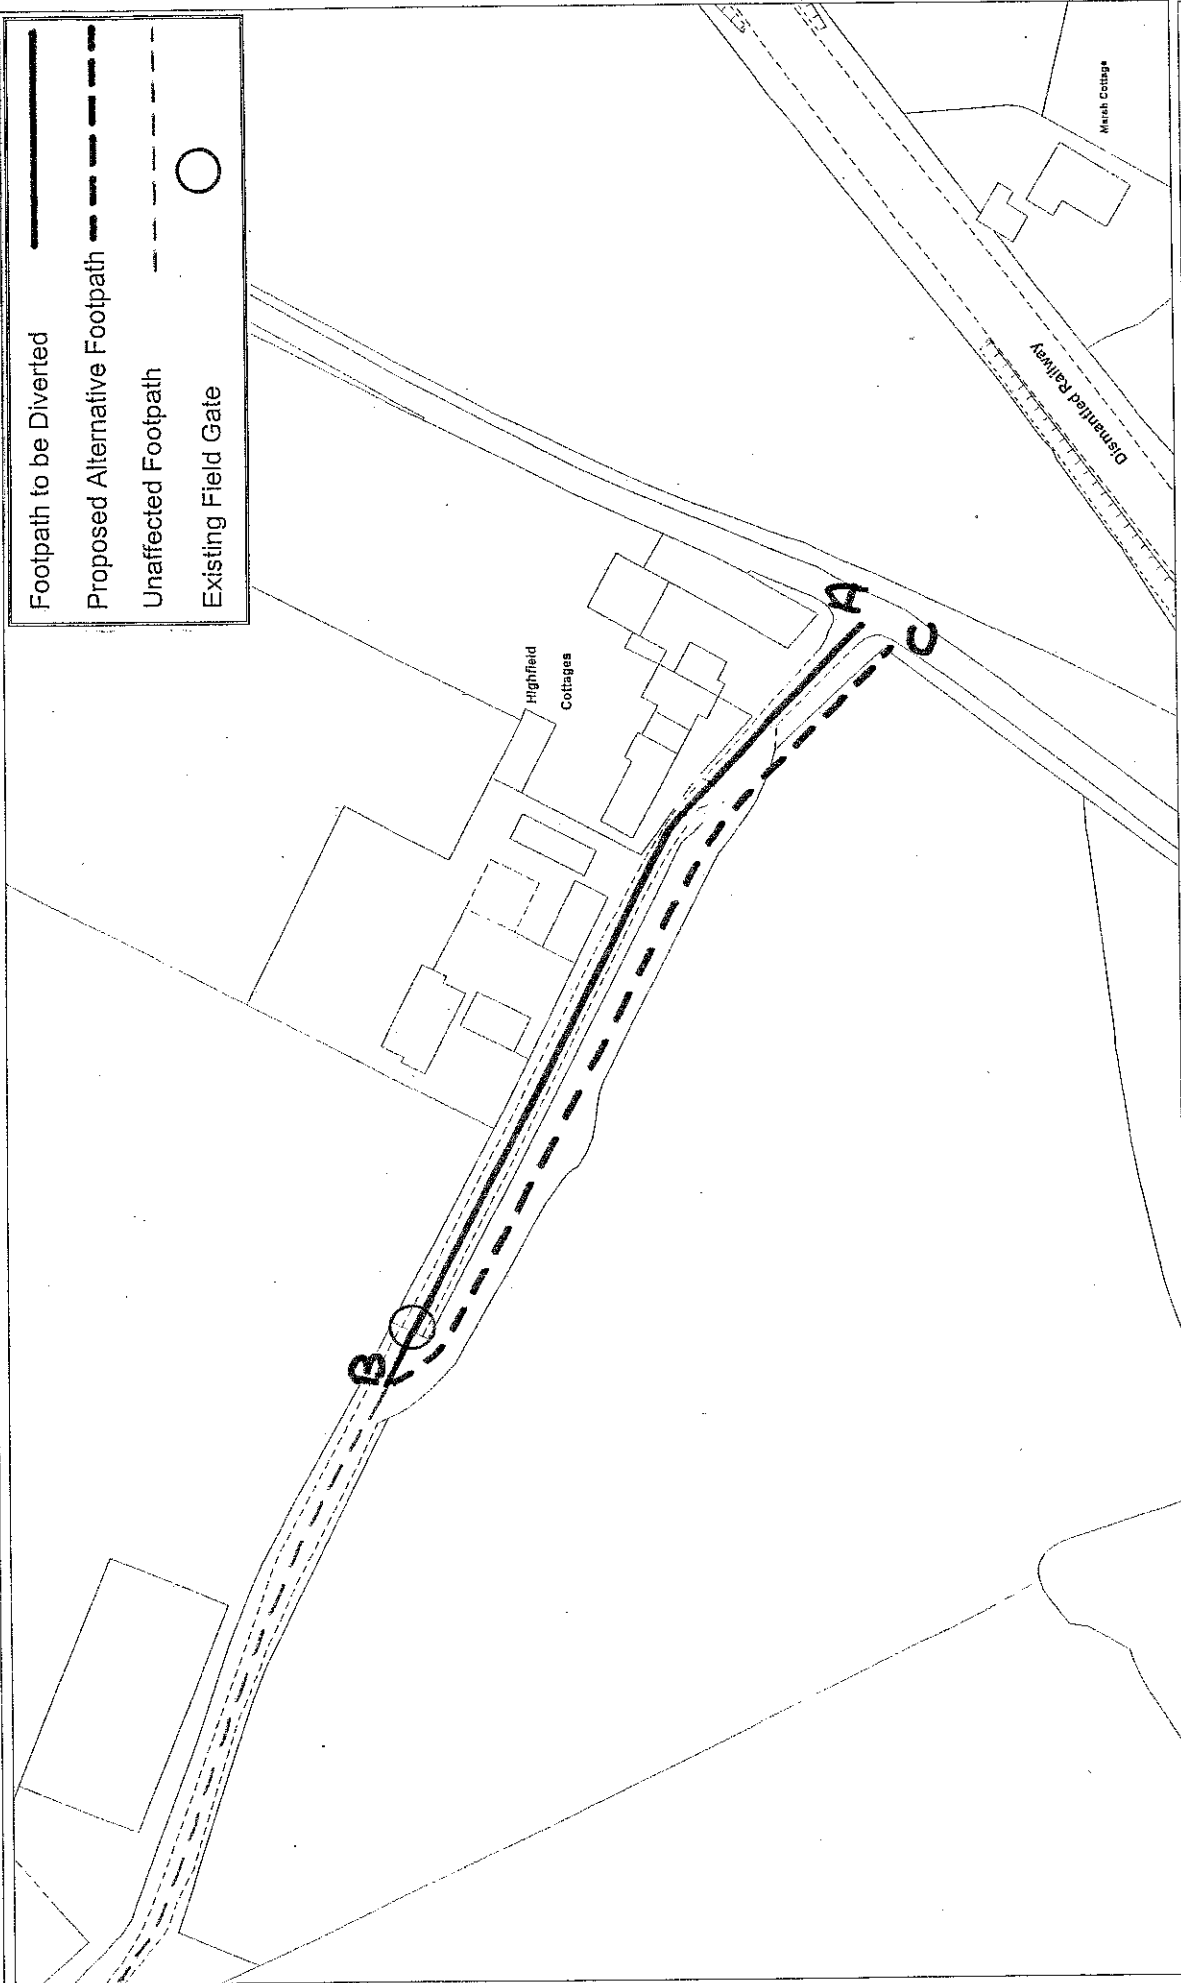 Footpath to be Diverted
Proposed Alternative Footpath
Unaffected Footpath
Existing Field Gate
Highfield
Cottages
Marsh Cottage
Dismantled Railway
A
B
C